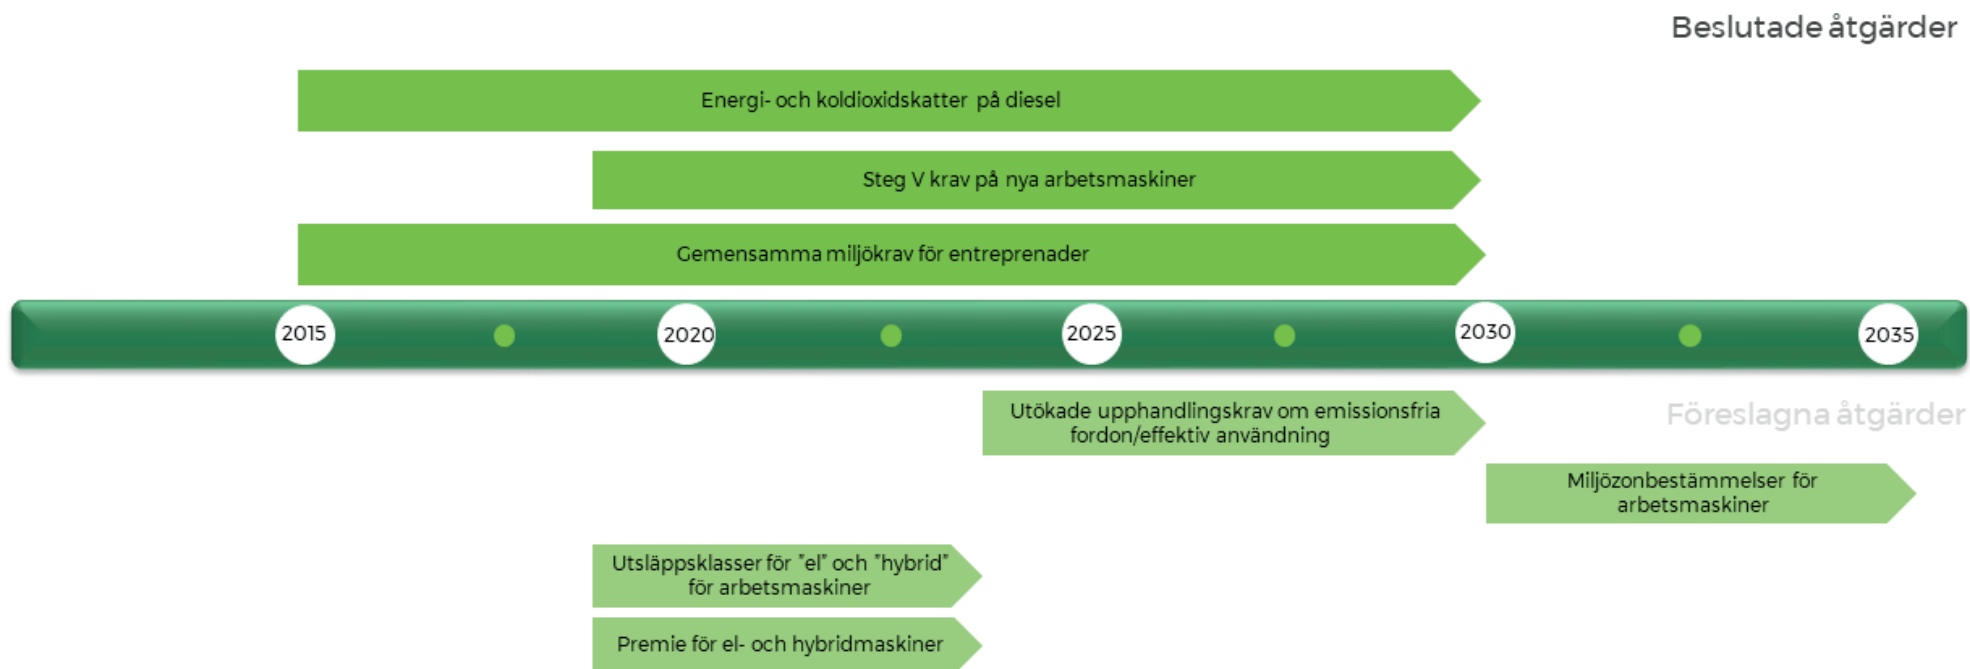 Beslutade åtgärder
Energi- och koldioxidskatter på diesel
Steg V krav på nya arbetsmaskiner
Gemensamma miljökrav för entreprenader
2015
2020
2025
2030
2035
Utökade upphandlingskrav om emissionsfria
fordon/effektiv användning
Föreslagna åtgärder
Miljözonbestämmelser för
arbetsmaskiner
Utsläppsklasser för "el" och "hybrid"
för arbetsmaskiner
Premie för el- och hybridmaskiner